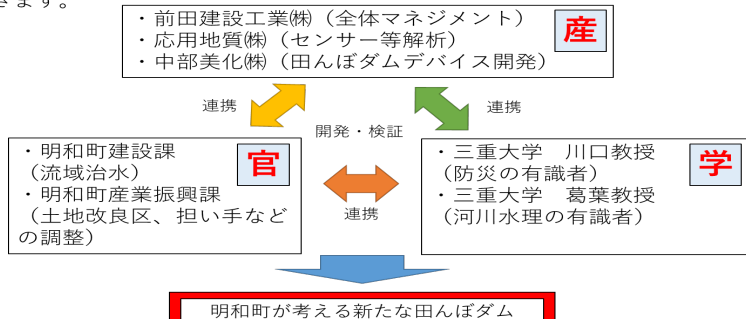 きます。
・前田建設工業㈱（全体マネジメント）
・応用地質㈱（センサー等解析）
・中部美化㈱（田んぼダムデバイス開発）
産
連携
連携
開発・検証
・明和町建設課
（流域治水）
・明和町産業振興課
（土地改良区、担い手など
の調整）
官
連携
・三重大学　川口教授
（防災の有識者）
・三重大学　葛葉教授
（河川水理の有識者）
学
明和町が考える新たな田んぼダム